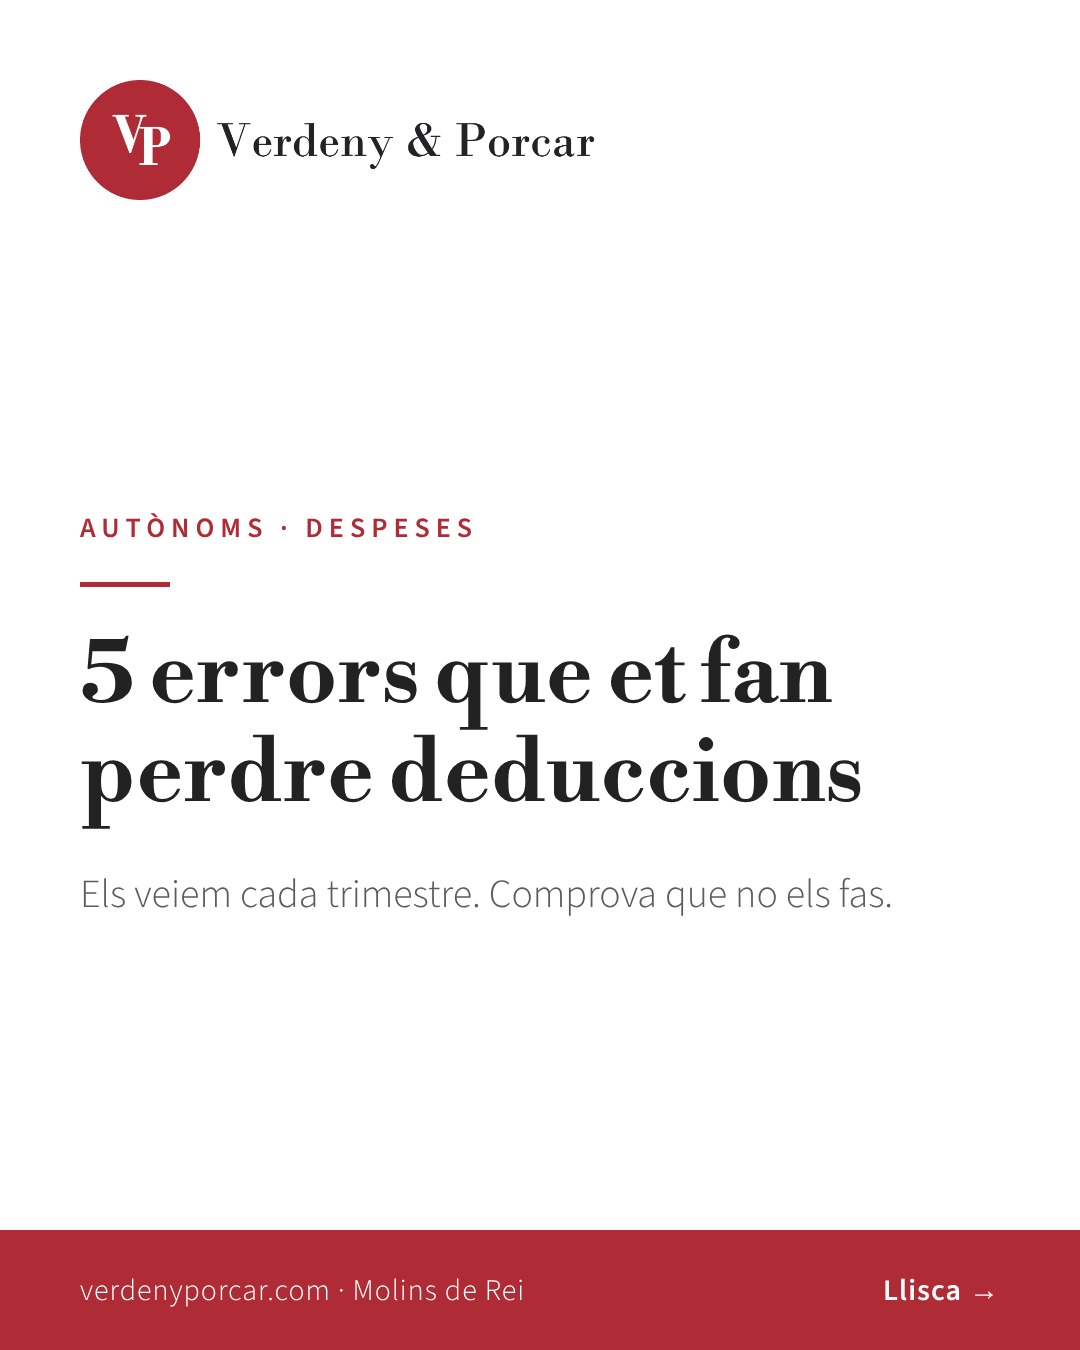 VP
Verdeny & Porcar
AUTÒNOMS · DESPESES
5 errors que et fan
perdre deduccions
Els veiem cada trimestre. Comprova que no els fas.
verdenyporcar.com · Molins de Rei
Llisca →